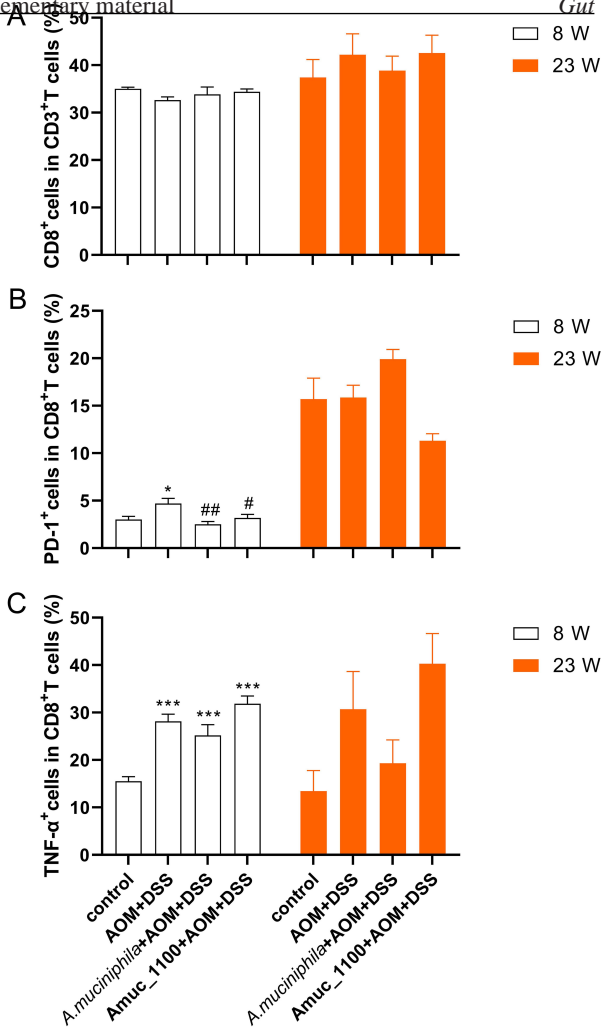 ementary material
Gut
A
CD8+cells in CD3+T cells (%)
50
40
30
20
10
0
8 W
23 W
B
PD-1+cells in CD8+T cells (%)
25
20
15
10
5
0
*
##
#
8 W
23 W
C
TNF-α+cells in CD8+T cells (%)
50
40
30
20
10
0
***
***
***
8 W
23 W
control
AOM+DSS
A.muciniphila+AOM+DSS
Amuc_1100+AOM+DSS
control
AOM+DSS
A.muciniphila+AOM+DSS
Amuc_1100+AOM+DSS